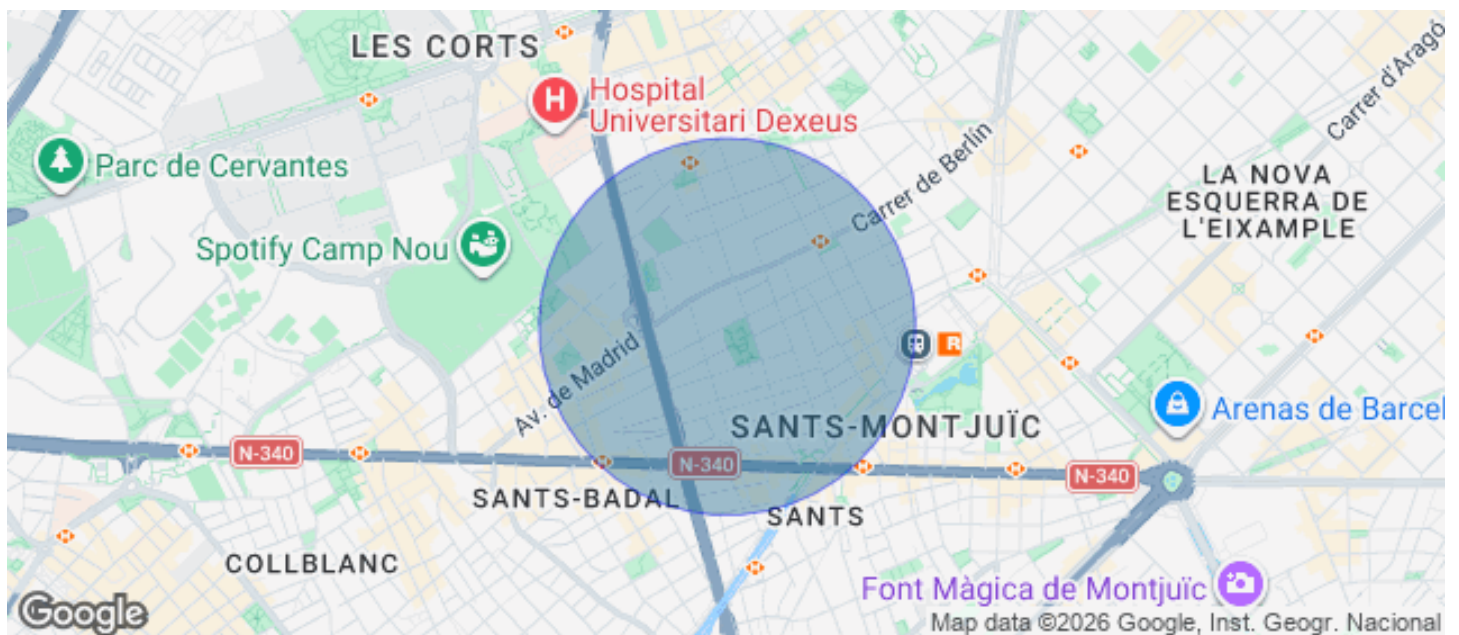 LES CORTS
H
Hospital
Universitari Dexeus
Carrer d'Aragó
Parc de Cervantes
Carrer de Berlín
LA NOVA
ESQUERRA DE
L'EIXAMPLE
Spotify Camp Nou
Av. de Madrid
R
SANTS-MONTJUÏC
Arenas de Barcel
N-340
N-340
N-340
SANTS-BADAL
SANTS
COLLBLANC
Font Màgica de Montjuïc
Google
Map data ©2026 Google, Inst. Geogr. Nacional